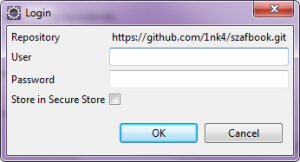 Login
Repository https://github.com/1nk4/szafbook.git
User
Password
Store in Secure Store
OK Cancel